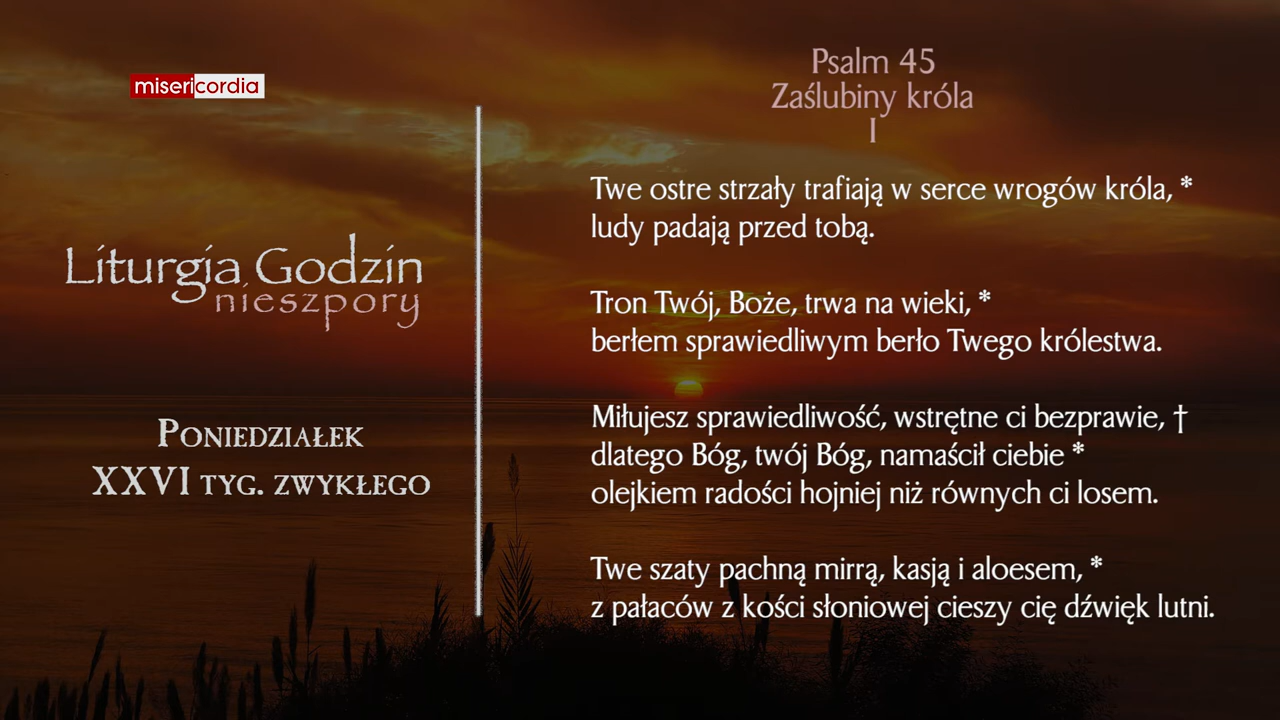 misericordia
Liturgia Godzin
nieszpory
Poniedziałek
XXVI tyg. zwykłego
Psalm 45
Zaślubiny króla
I
Twe ostre strzały trafiają w serce wrogów króla, *
ludy padają przed tobą.
Tron Twój, Boże, trwa na wieki, *
berłem sprawiedliwym berło Twego królestwa.
Miłujesz sprawiedliwość, wstrętne ci bezprawie, †
dlatego Bóg, twój Bóg, namaścił ciebie *
olejkiem radości hojniej niż równych ci losem.
Twe szaty pachną mirrą, kasją i aloesem, *
z pałaców z kości słoniowej cieszy cię dźwięk lutni.